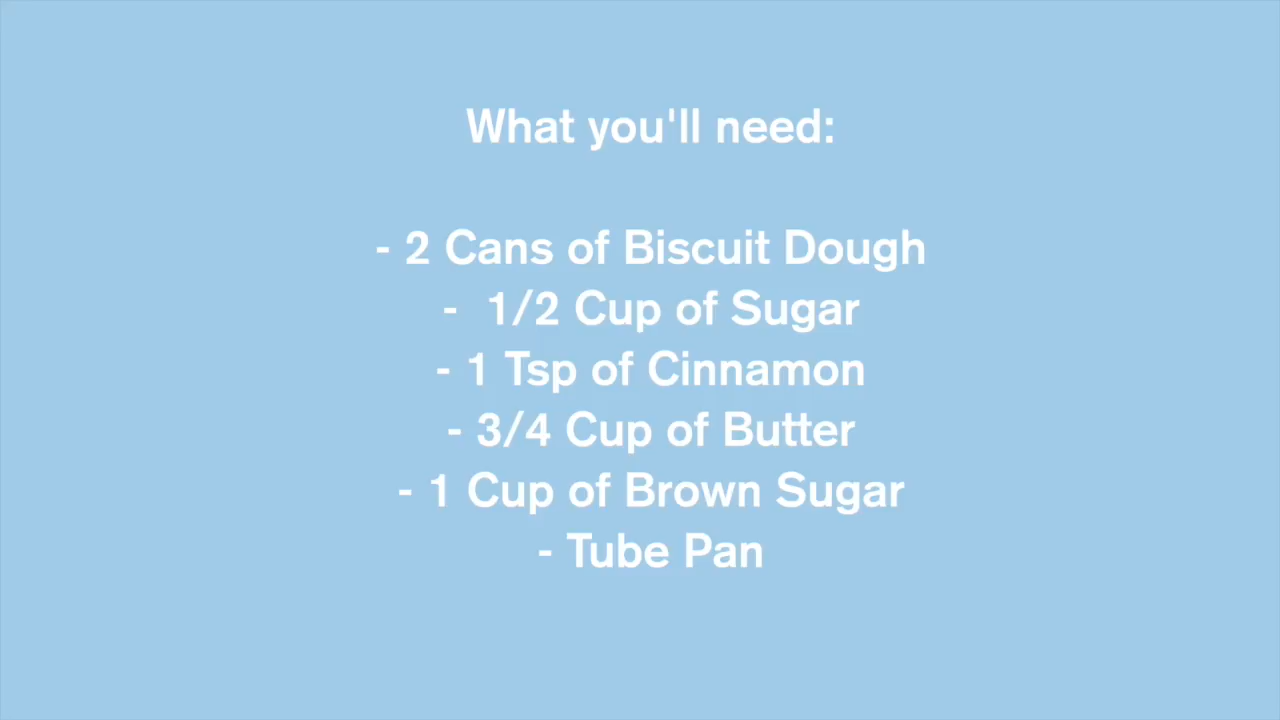 What you'll need:
- 2 Cans of Biscuit Dough
-  1/2 Cup of Sugar
- 1 Tsp of Cinnamon
- 3/4 Cup of Butter
- 1 Cup of Brown Sugar
- Tube Pan